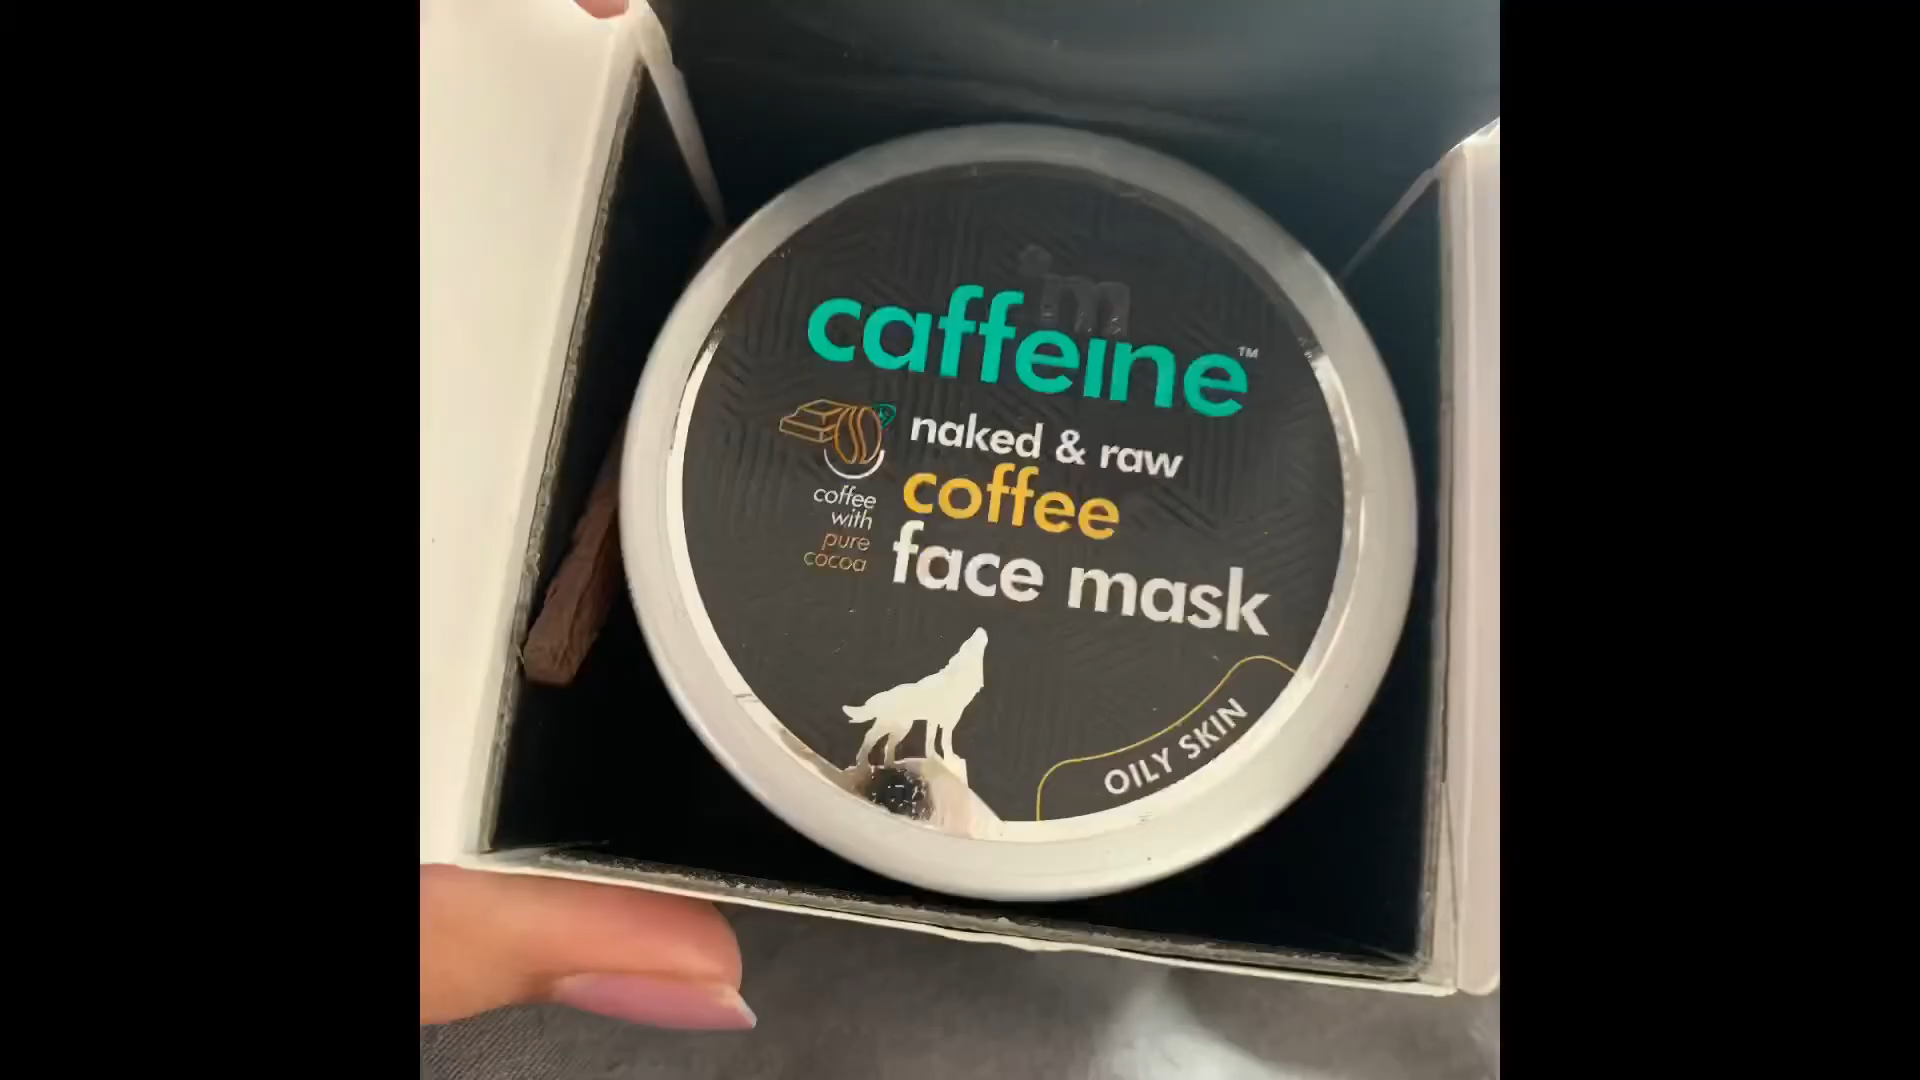 m
caffeine™
naked & raw
coffee
face mask
coffee
with
pure
cocoa
OILY SKIN